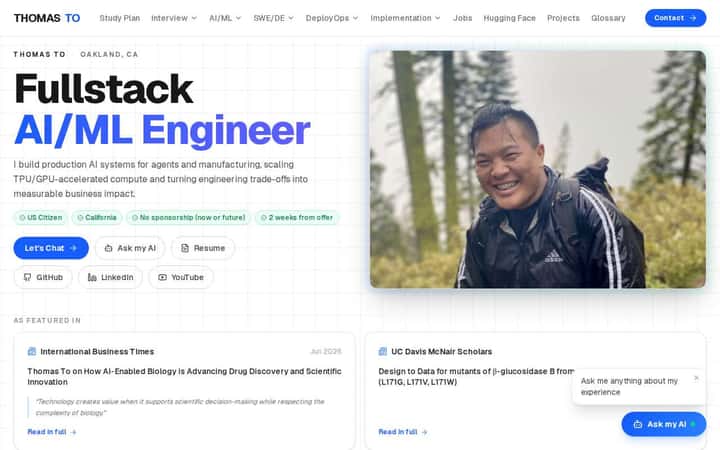 THOMAS TO
Study Plan Interview AI/ML SWE/DE DeployOps Implementation Jobs Hugging Face Projects Glossary Contact
THOMAS TO OAKLAND, CA
Fullstack
AI/ML Engineer
I build production AI systems for agents and manufacturing, scaling
TPU/GPU-accelerated compute and turning engineering trade-offs into
measurable business impact.
US Citizen California No sponsorship (now or future) 2 weeks from offer
Let's Chat Ask my AI Resume
GitHub LinkedIn YouTube
AS FEATURED IN
International Business Times Jun 2026
Thomas To on How AI-Enabled Biology is Advancing Drug Discovery and Scientific
Innovation
"Technology creates value when it supports scientific decision-making while respecting the
complexity of biology"
Read in full
UC Davis McNair Scholars
Design to Data for mutants of β-glucosidase B from
(L171G, L171V, L171W)
Read in full
Ask me anything about my
experience
Ask my AI